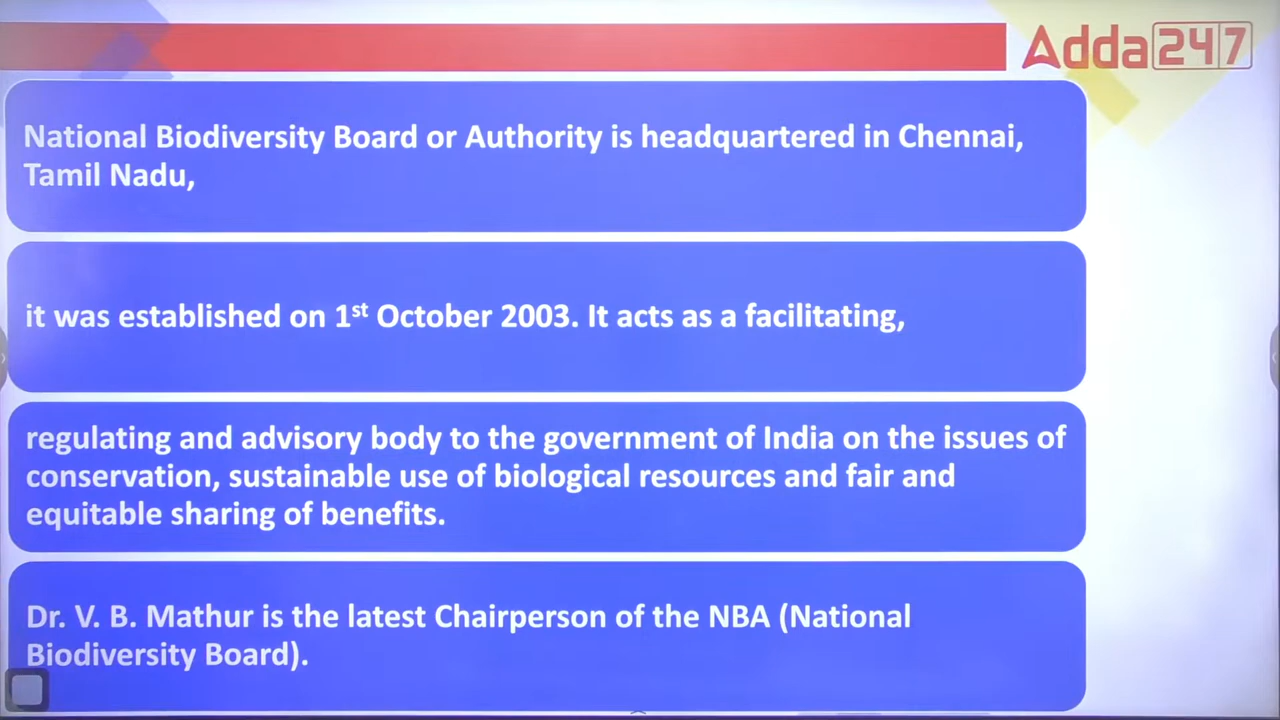 Adda247
National Biodiversity Board or Authority is headquartered in Chennai,
Tamil Nadu,
it was established on 1st October 2003. It acts as a facilitating,
regulating and advisory body to the government of India on the issues of
conservation, sustainable use of biological resources and fair and
equitable sharing of benefits.
Dr. V. B. Mathur is the latest Chairperson of the NBA (National
Biodiversity Board).